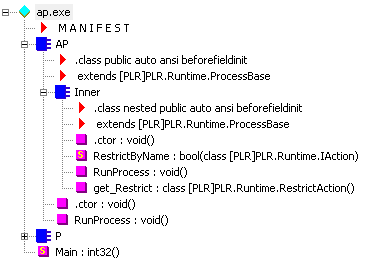 ap.exe
M A N I F E S T
AP
.class public auto ansi beforefieldinit
extends [PLR]PLR.Runtime.ProcessBase
Inner
.class nested public auto ansi beforefieldinit
extends [PLR]PLR.Runtime.ProcessBase
.ctor : void()
S RestrictByName : bool(class [PLR]PLR.Runtime.IAction)
RunProcess : void()
get_Restrict : class [PLR]PLR.Runtime.RestrictAction()
.ctor : void()
RunProcess : void()
P
S Main : int32()